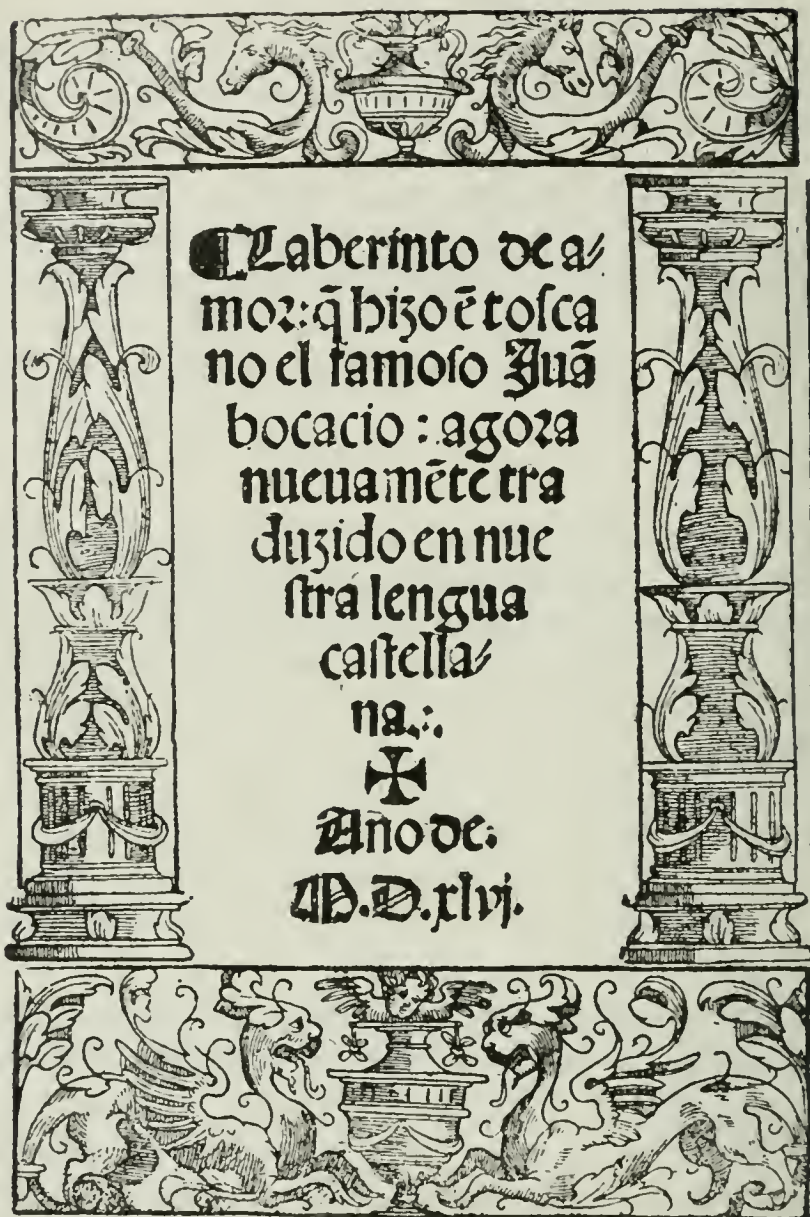 ⁋Laberinto de a⸗
mor: q̃ hizo ẽ toſca
no el famoſo Juã
bocacio : agora
nueuamẽte tra
duzido en nue
ſtra lengua
caſtella⸗
na.:.
✠
Año de.
M.D.xlvj.